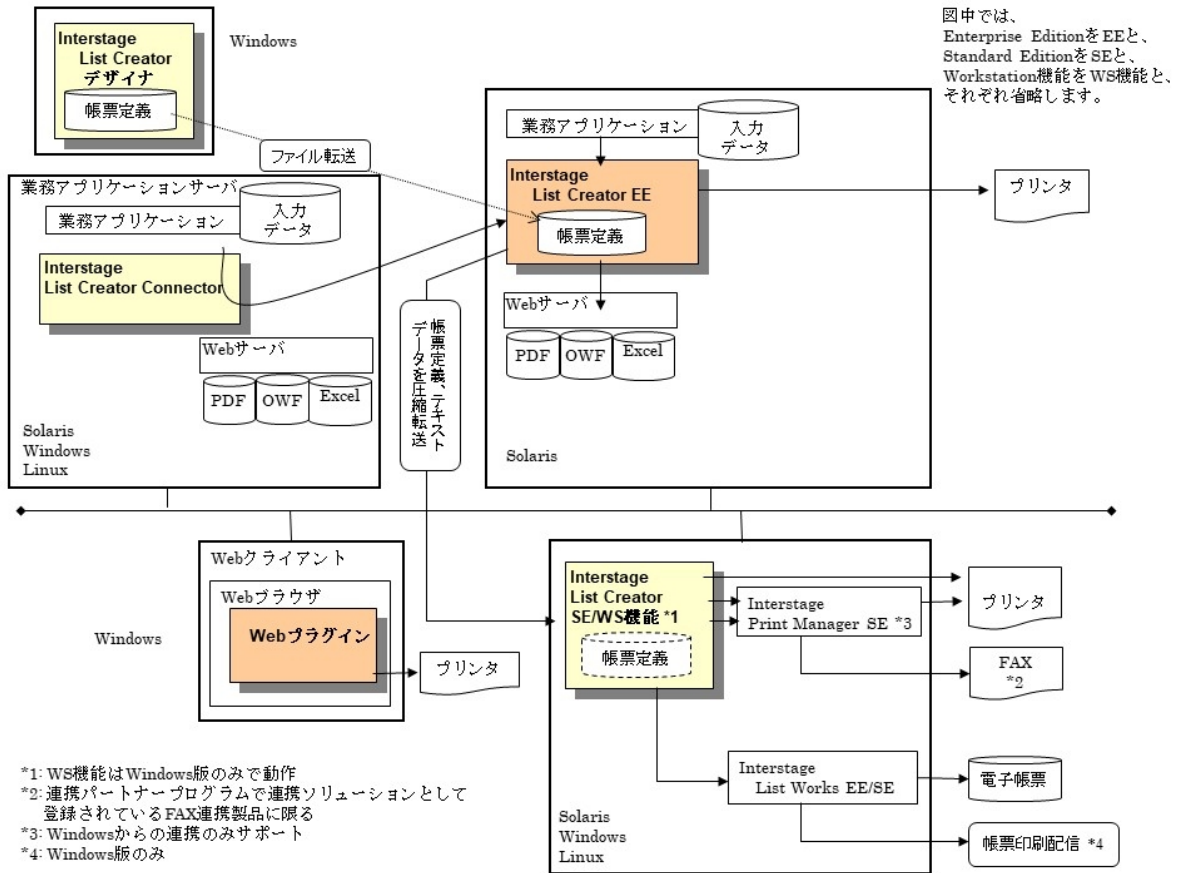 Interstage
List Creator
デザイナ
帳票定義
Windows
図中では、
Enterprise EditionをEEと、
Standard EditionをSEと、
Workstation機能をWS機能と、
それぞれ省略します。
ファイル転送
業務アプリケーションサーバ
業務アプリケーション
入力
データ
Interstage
List Creator Connector
Webサーバ
PDF
OWF
Excel
Solaris
Windows
Linux
業務アプリケーション
入力
データ
Interstage
List Creator EE
帳票定義
Webサーバ
PDF
OWF
Excel
Solaris
プリンタ
帳票定義、テキスト
データを圧縮転送
Webクライアント
Webブラウザ
Webプラグイン
Windows
プリンタ
Interstage
List Creator
SE/WS機能 *1
帳票定義
Interstage
Print Manager SE *3
プリンタ
FAX
*2
Interstage
List Works EE/SE
電子帳票
帳票印刷配信 *4
Solaris
Windows
Linux
*1: WS機能はWindows版のみで動作
*2: 連携パートナープログラムで連携ソリューションとして
登録されているFAX連携製品に限る
*3: Windowsからの連携のみサポート
*4: Windows版のみ